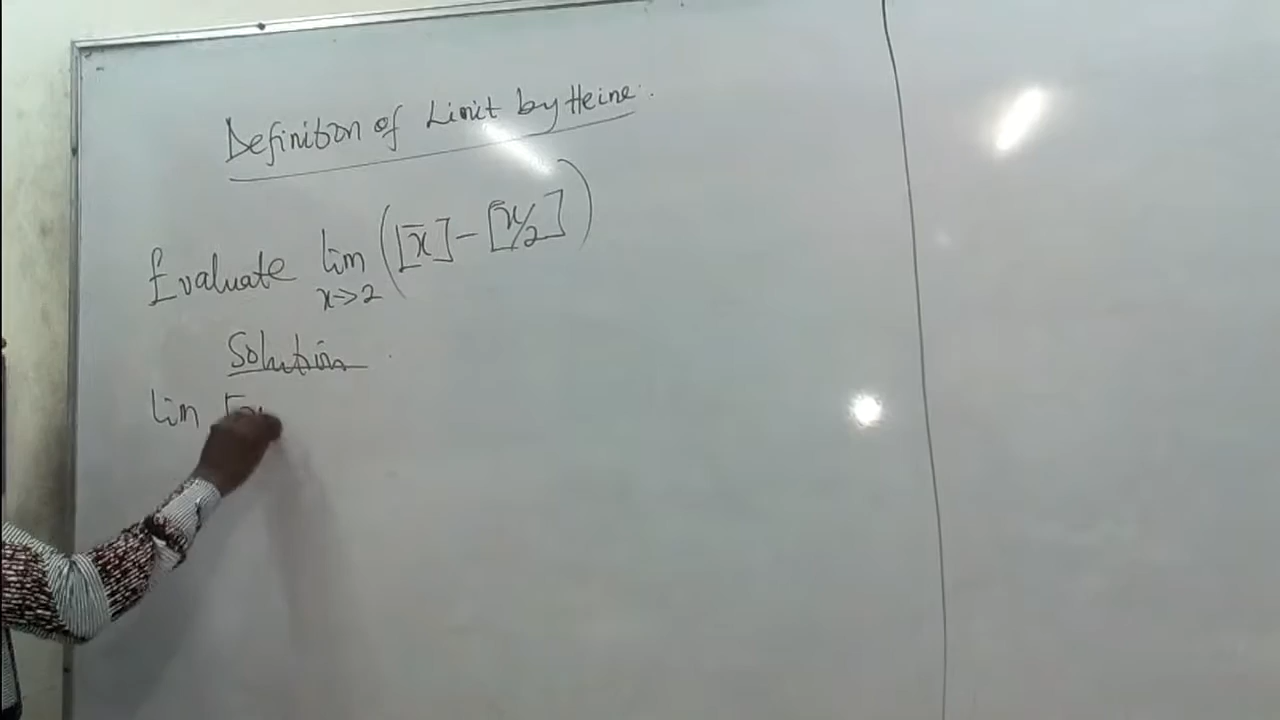 Definition of Limit by Heine.
Evaluate lim x->2 ([x] - [x/2])
Solution
lim [x